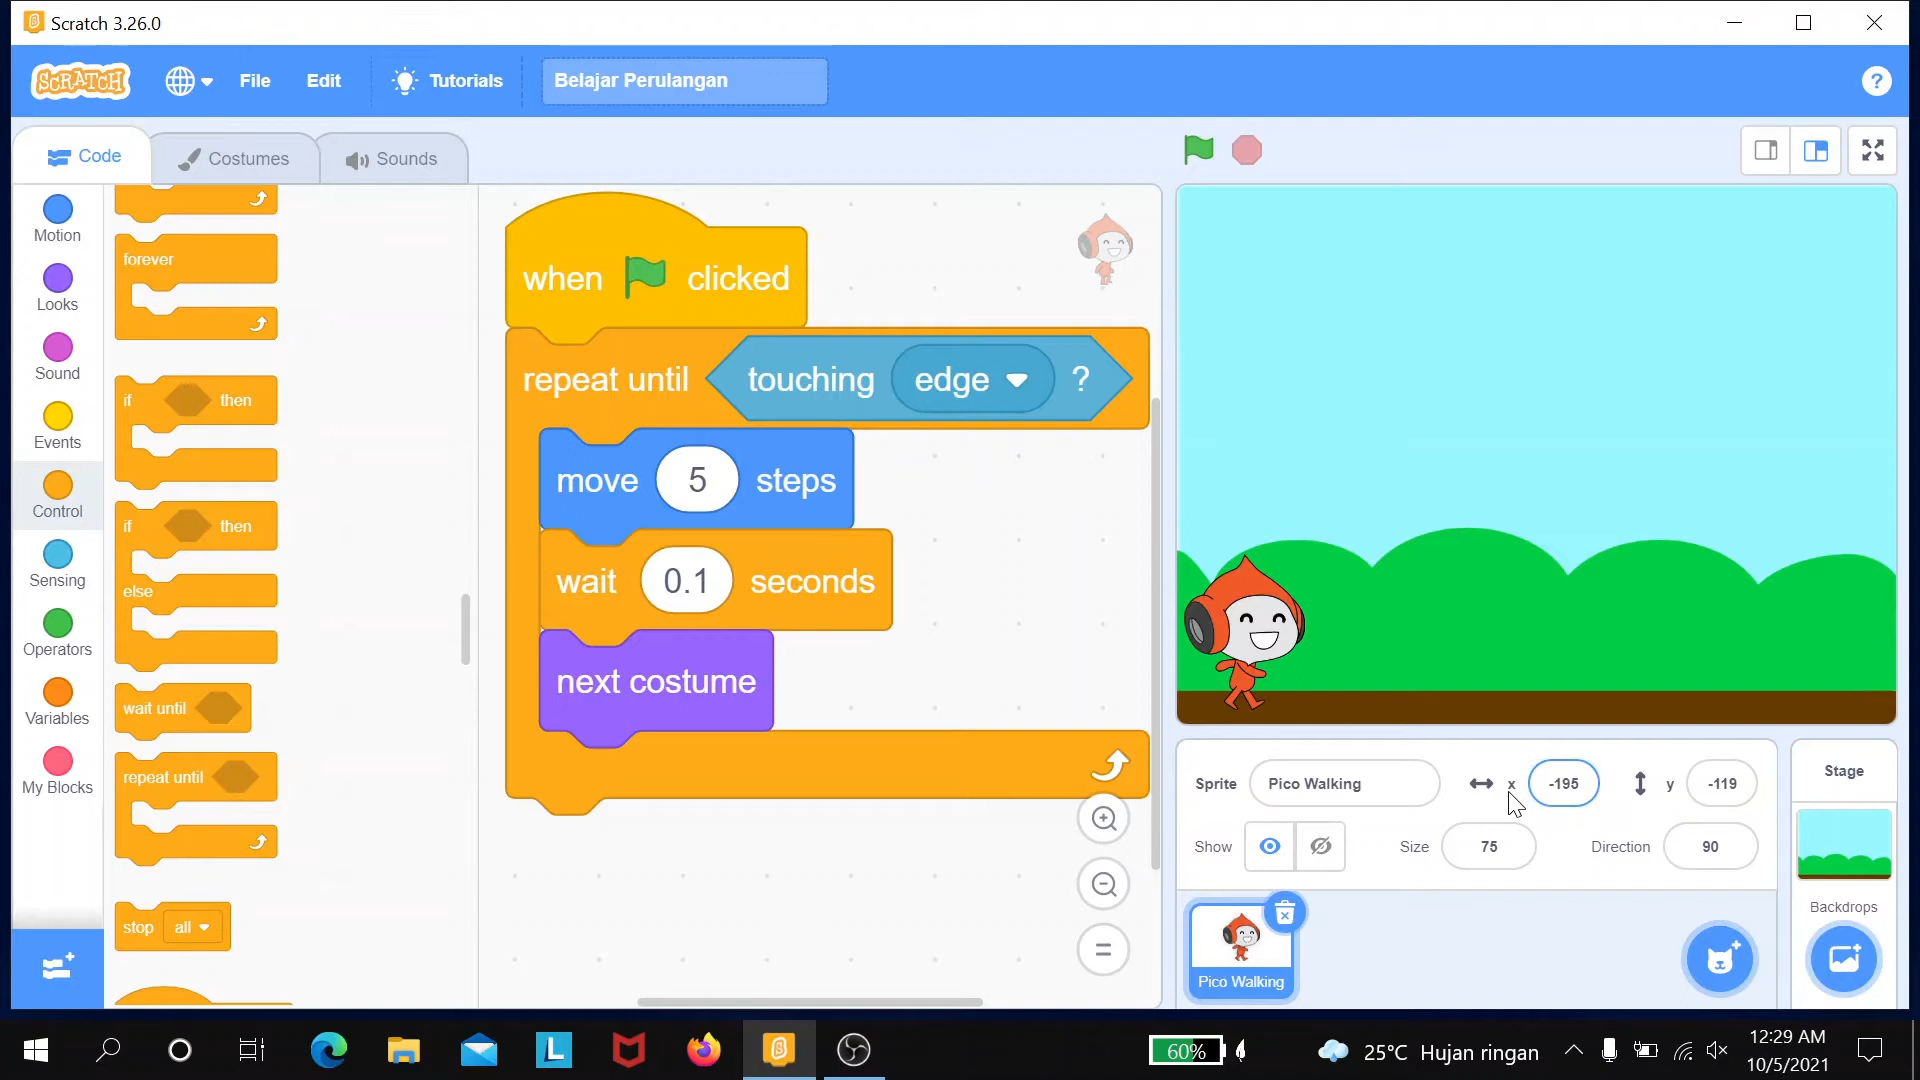 Scratch 3.26.0
SCRATCH
File
Edit
Tutorials
Belajar Perulangan
?
Code
Costumes
Sounds
Motion
Looks
Sound
Events
Control
Sensing
Operators
Variables
My Blocks
forever
if then
if then
else
wait until
repeat until
stop all
when clicked
repeat until touching edge ?
move 5 steps
wait 0.1 seconds
next costume
Sprite Pico Walking x -195 y -119
Show Size 75 Direction 90
Pico Walking
Stage
Backdrops
60%
25°C Hujan ringan
12:29 AM
10/5/2021